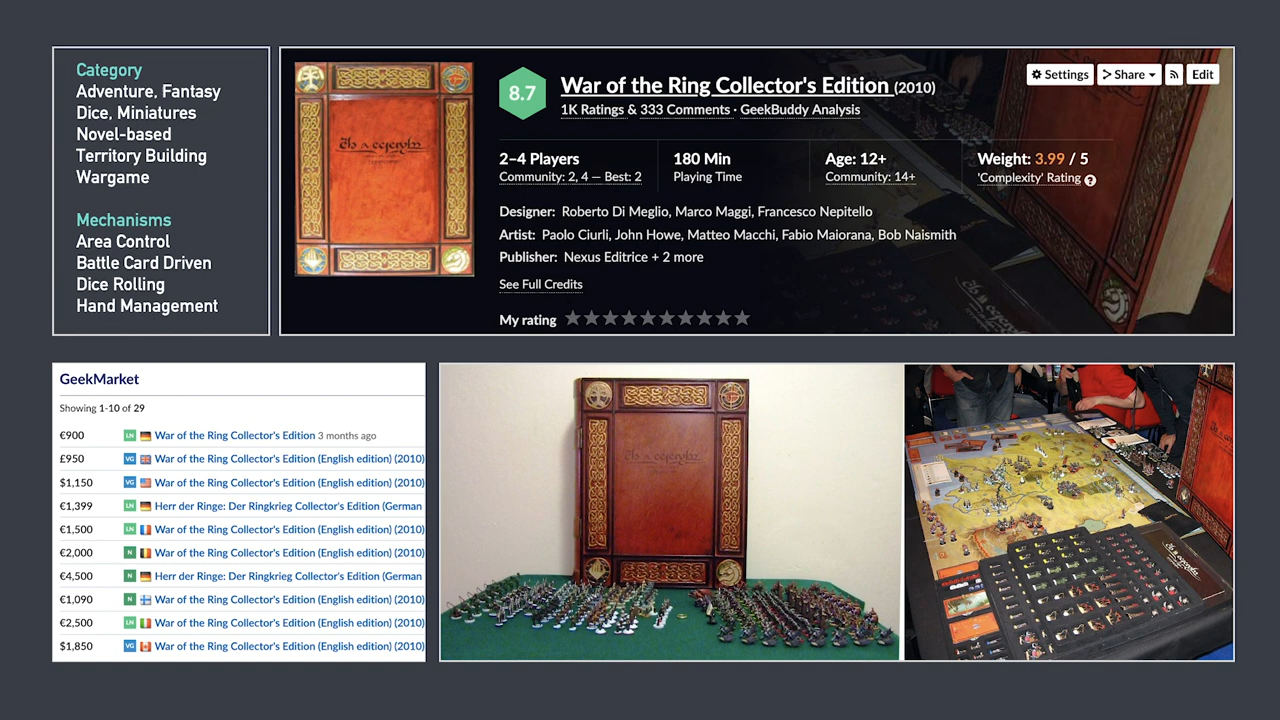 Category
Adventure, Fantasy
Dice, Miniatures
Novel-based
Territory Building
Wargame
Mechanisms
Area Control
Battle Card Driven
Dice Rolling
Hand Management
8.7
War of the Ring Collector's Edition (2010)
1K Ratings & 333 Comments · GeekBuddy Analysis
Settings
Share
Edit
2–4 Players
Community: 2, 4 — Best: 2
180 Min
Playing Time
Age: 12+
Community: 14+
Weight: 3.99 / 5
'Complexity' Rating ?
Designer: Roberto Di Meglio, Marco Maggi, Francesco Nepitello
Artist: Paolo Ciurli, John Howe, Matteo Macchi, Fabio Maiorana, Bob Naismith
Publisher: Nexus Editrice + 2 more
See Full Credits
My rating
GeekMarket
Showing 1-10 of 29
€900 LN War of the Ring Collector's Edition 3 months ago
£950 VG War of the Ring Collector's Edition (English edition) (2010)
$1,150 VG War of the Ring Collector's Edition (English edition) (2010)
€1,399 LN Herr der Ringe: Der Ringkrieg Collector's Edition (German
€1,500 LN War of the Ring Collector's Edition (English edition) (2010)
€2,000 N War of the Ring Collector's Edition (English edition) (2010)
€4,500 N Herr der Ringe: Der Ringkrieg Collector's Edition (German
€1,090 N War of the Ring Collector's Edition (English edition) (2010)
€2,500 LN War of the Ring Collector's Edition (English edition) (2010)
$1,850 VG War of the Ring Collector's Edition (English edition) (2010)